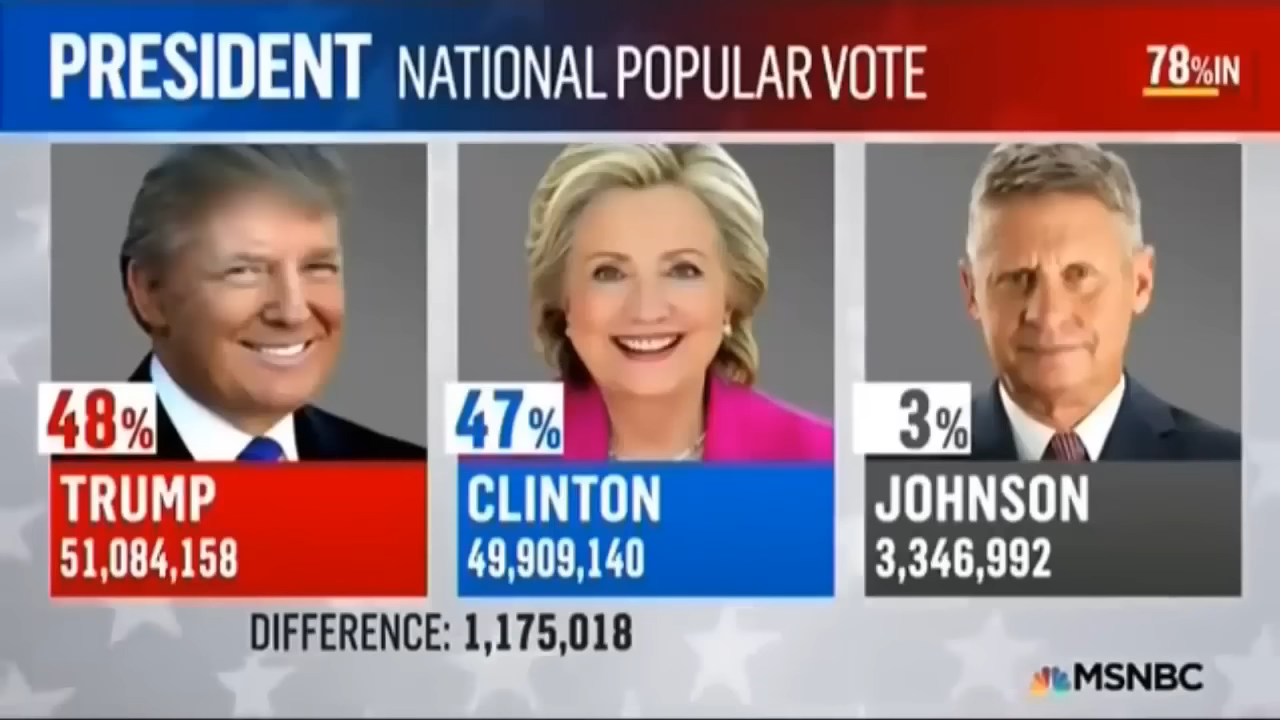 PRESIDENT NATIONAL POPULAR VOTE
78%IN
48%
TRUMP
51,084,158
47%
CLINTON
49,909,140
3%
JOHNSON
3,346,992
DIFFERENCE: 1,175,018
MSNBC